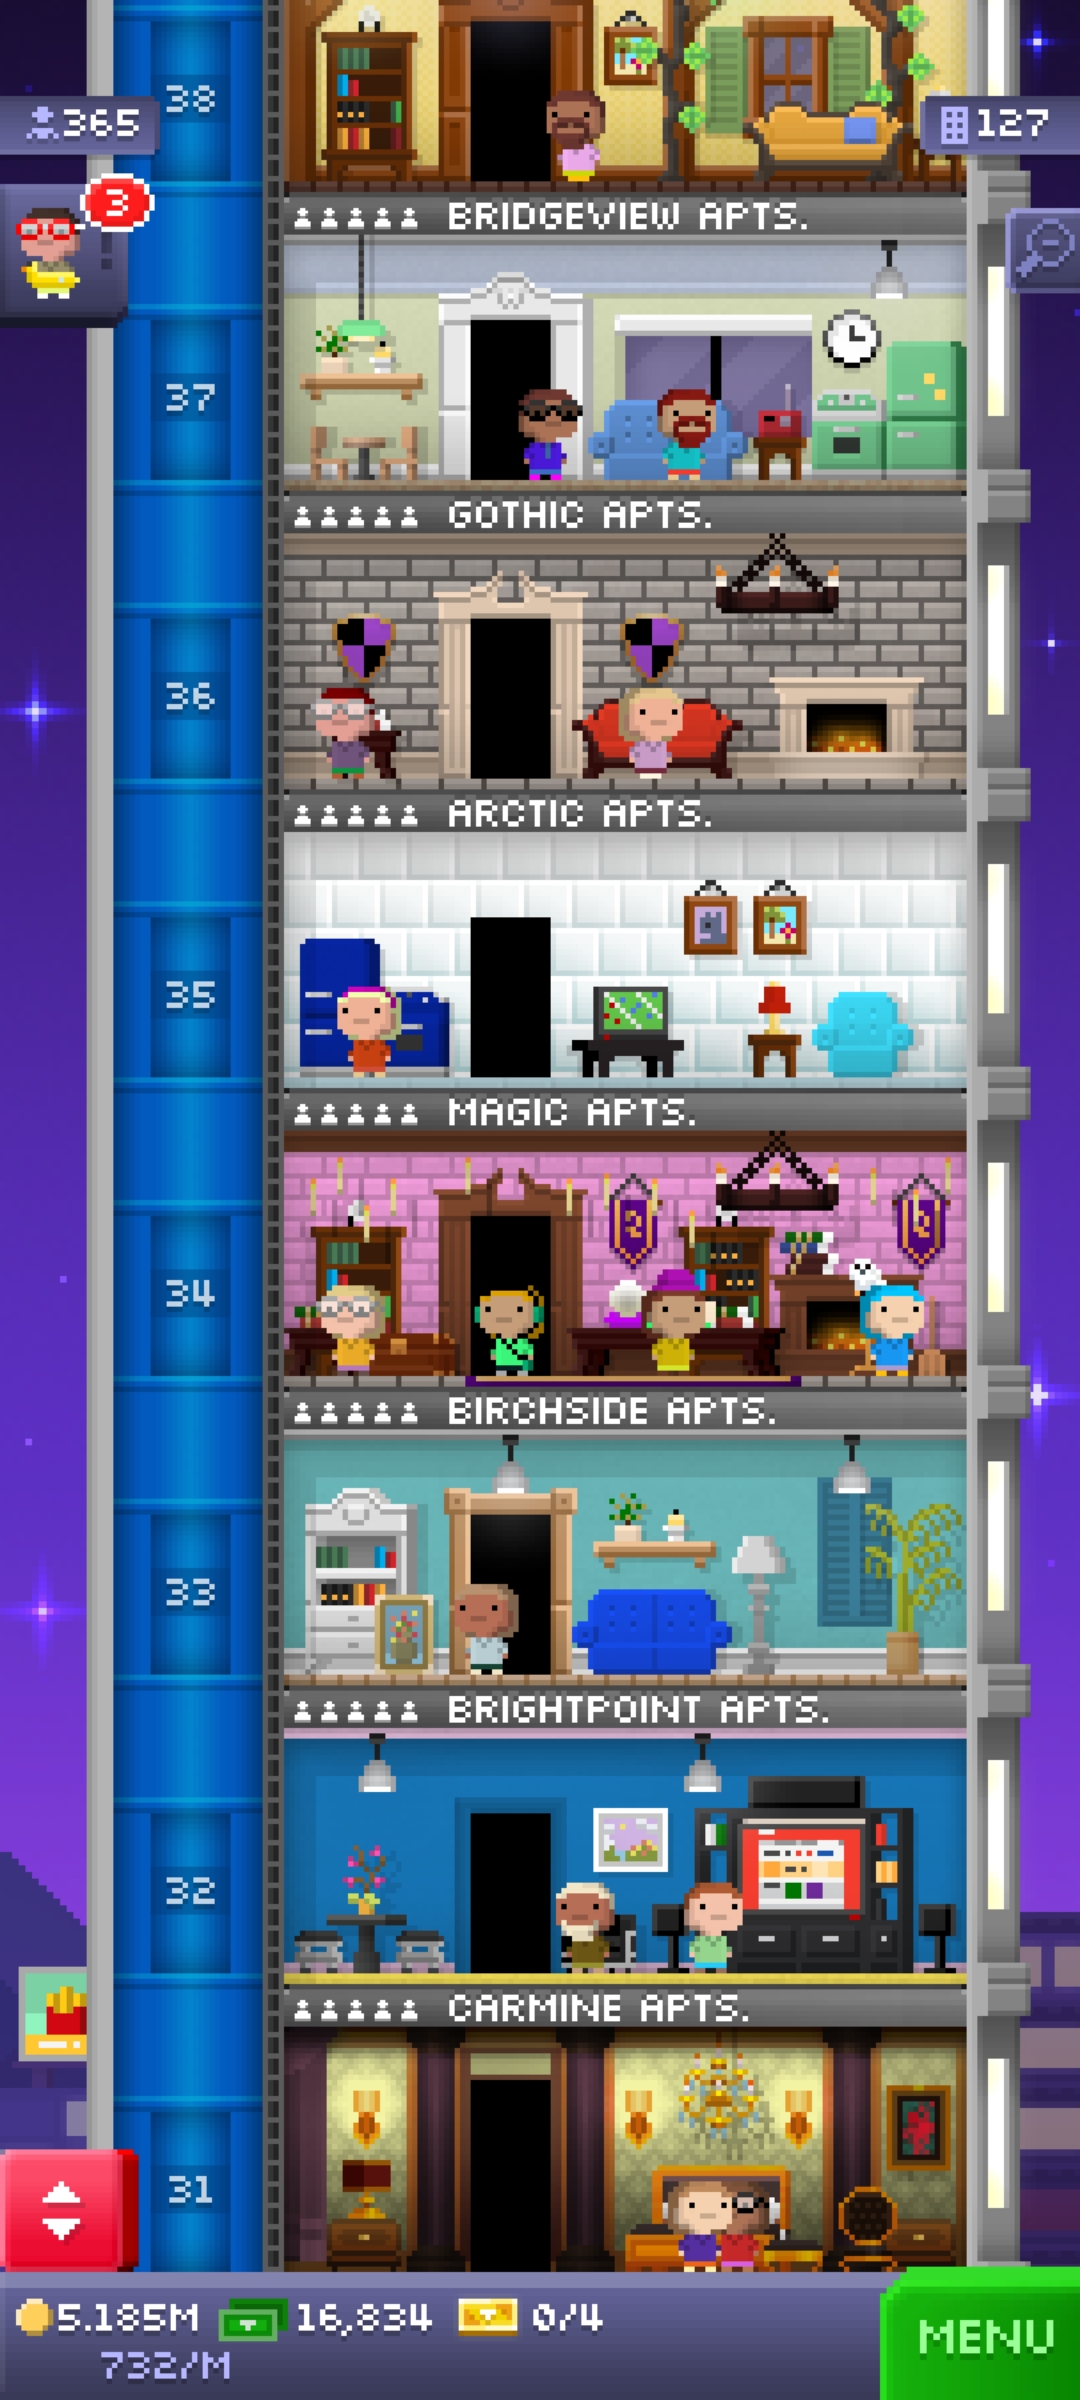 38
365
127
3
BRIDGEVIEW APTS.
37
GOTHIC APTS.
36
ARCTIC APTS.
35
MAGIC APTS.
34
BIRCHSIDE APTS.
33
BRIGHTPOINT APTS.
32
CARMINE APTS.
31
5.185M 16,834 0/4
732/M
MENU